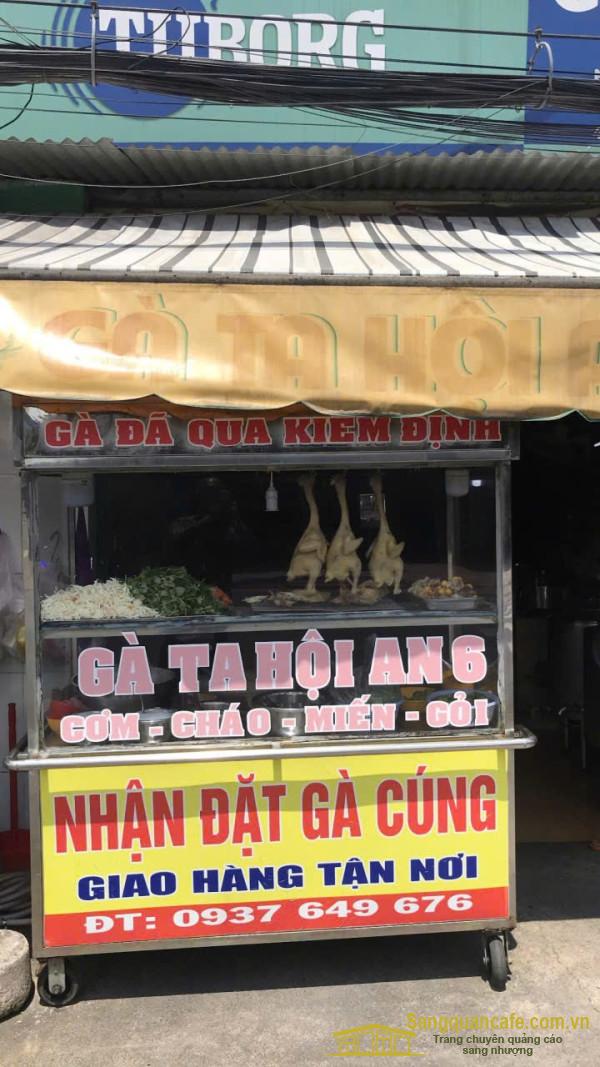 TUBORG
GÀ TA HỘI A
GÀ ĐÃ QUA KIỂM ĐỊNH
GÀ TA HỘI AN 6
CƠM - CHÁO - MIẾN - GỎI
NHẬN ĐẶT GÀ CÚNG
GIAO HÀNG TẬN NƠI
ĐT: 0937 649 676
Sangquancafe.com.vn
Trang chuyên quảng cáo
sang nhượng